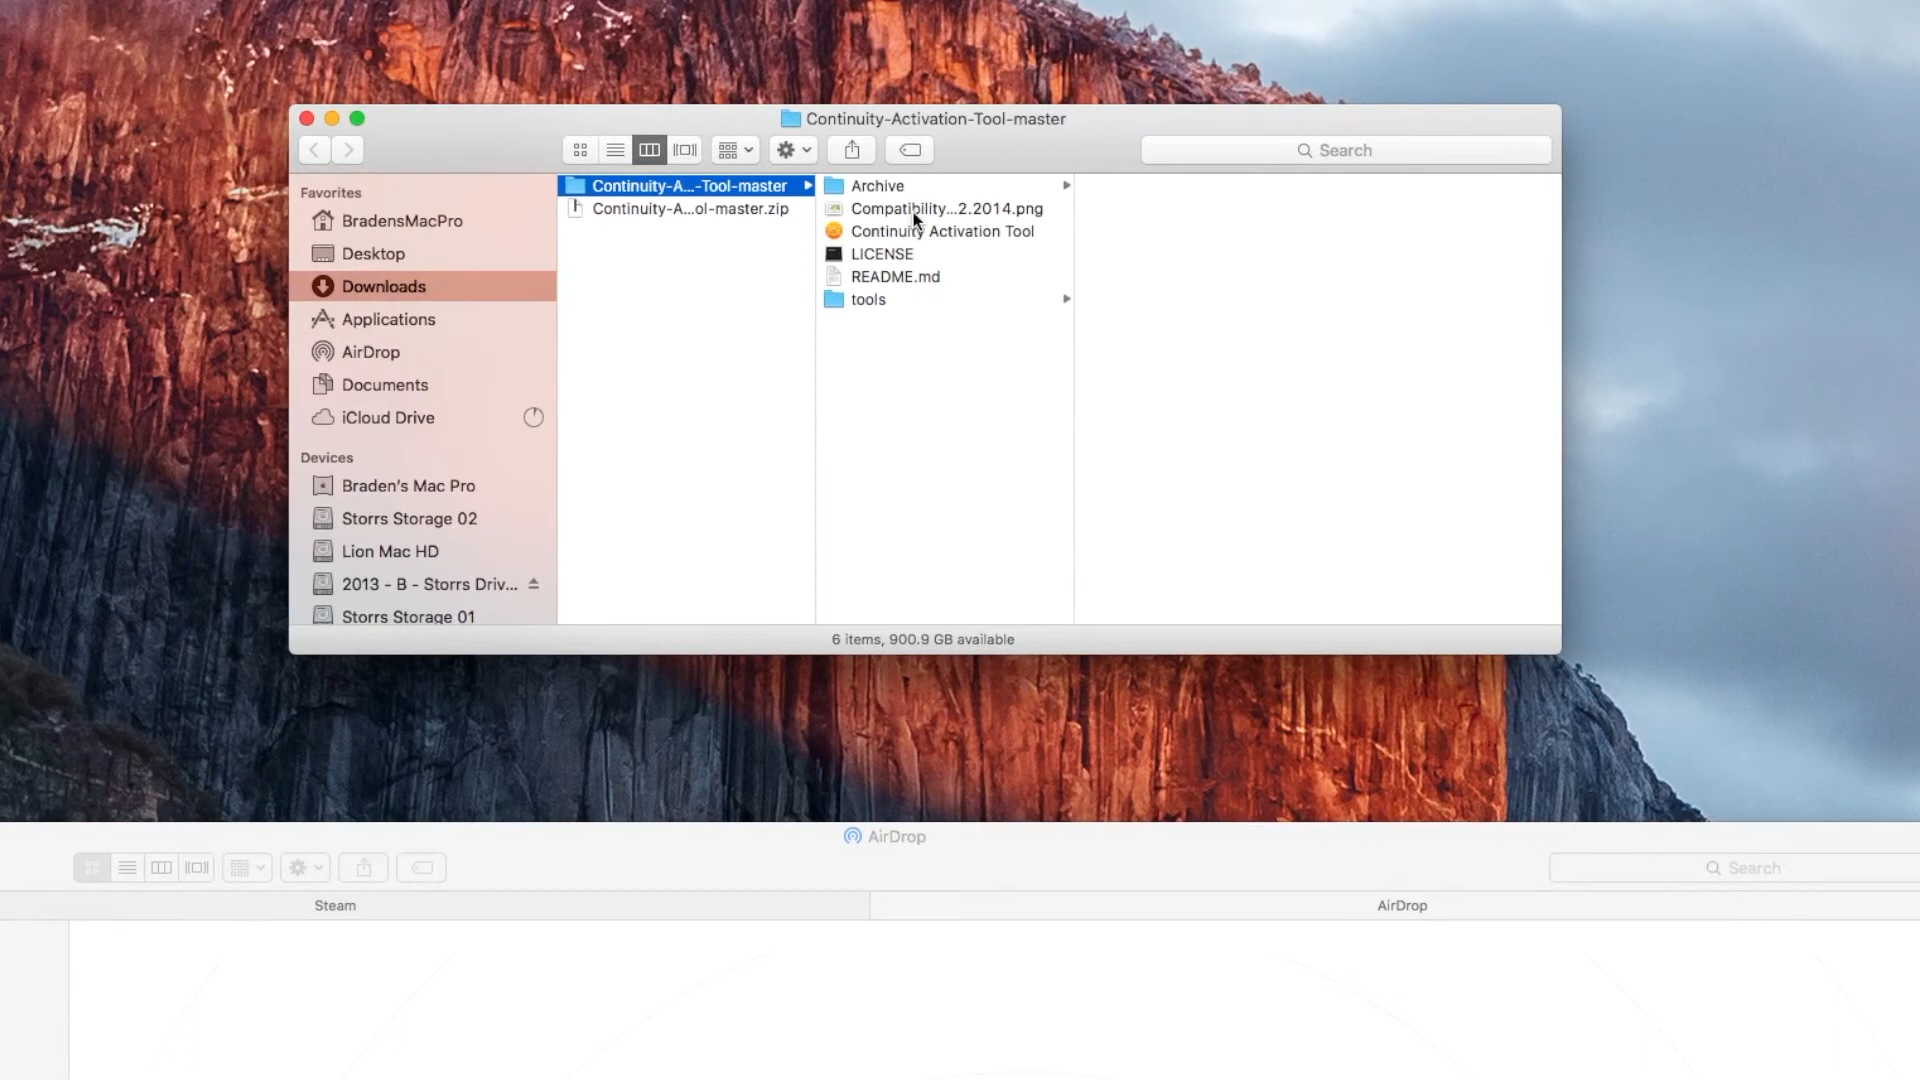 Continuity-Activation-Tool-master
Search
Favorites
BradensMacPro
Desktop
Downloads
Applications
AirDrop
Documents
iCloud Drive
Devices
Braden's Mac Pro
Storrs Storage 02
Lion Mac HD
2013 - B - Storrs Driv...
Storrs Storage 01
Continuity-A...-Tool-master
Continuity-A...ol-master.zip
Archive
Compatibility...2.2014.png
Continuity Activation Tool
LICENSE
README.md
tools
6 items, 900.9 GB available
AirDrop
Search
Steam
AirDrop